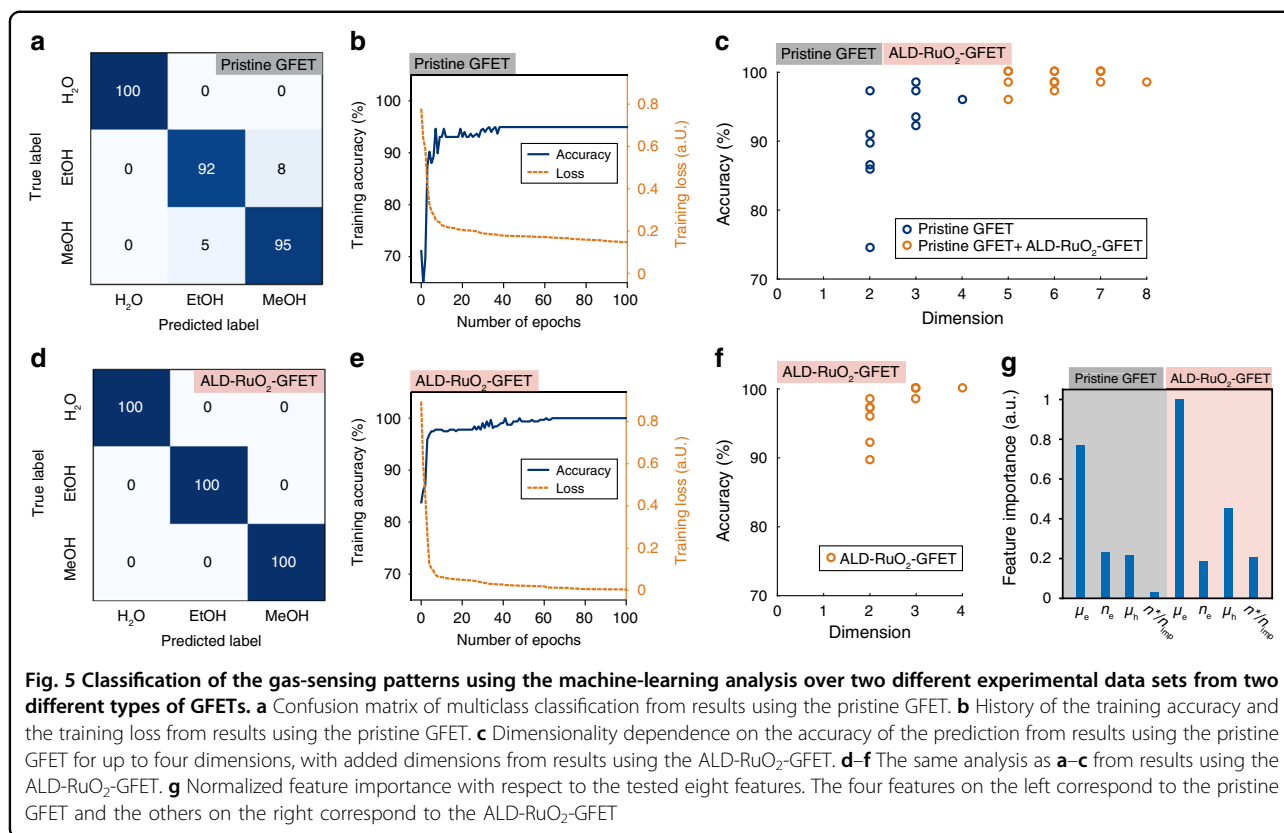 a
Pristine GFET
H₂O
EtOH
MeOH
True label
100
0
0
0
92
8
0
5
95
H₂O
EtOH
MeOH
Predicted label
b
Pristine GFET
Training accuracy (%)
100
90
80
70
0.8
0.6
0.4
0.2
0
Training loss (a.U.)
Accuracy
Loss
0
20
40
60
80
100
Number of epochs
c
Pristine GFET
ALD-RuO₂-GFET
Accuracy (%)
100
90
80
70
Pristine GFET
Pristine GFET+ ALD-RuO₂-GFET
0
1
2
3
4
5
6
7
8
Dimension
d
ALD-RuO₂-GFET
H₂O
EtOH
MeOH
True label
100
0
0
0
100
0
0
0
100
H₂O
EtOH
MeOH
Predicted label
e
ALD-RuO₂-GFET
Training accuracy (%)
100
90
80
70
0.8
0.6
0.4
0.2
0
Training loss (a.U.)
Accuracy
Loss
0
20
40
60
80
100
Number of epochs
f
ALD-RuO₂-GFET
Accuracy (%)
100
90
100
80
70
ALD-RuO₂-GFET
0
1
2
3
4
Dimension
g
Pristine GFET
ALD-RuO₂-GFET
Feature importance (a.u.)
1
0.8
0.6
0.4
0.2
0
μₑ
nₑ
μₕ
n*/n_imp
μₑ
nₑ
μₕ
n*/n_imp
Fig. 5 Classification of the gas-sensing patterns using the machine-learning analysis over two different experimental data sets from two
different types of GFETs. a Confusion matrix of multiclass classification from results using the pristine GFET. b History of the training accuracy and
the training loss from results using the pristine GFET. c Dimensionality dependence on the accuracy of the prediction from results using the pristine
GFET for up to four dimensions, with added dimensions from results using the ALD-RuO₂-GFET. d–f The same analysis as a–c from results using the
ALD-RuO₂-GFET. g Normalized feature importance with respect to the tested eight features. The four features on the left correspond to the pristine
GFET and the others on the right correspond to the ALD-RuO₂-GFET